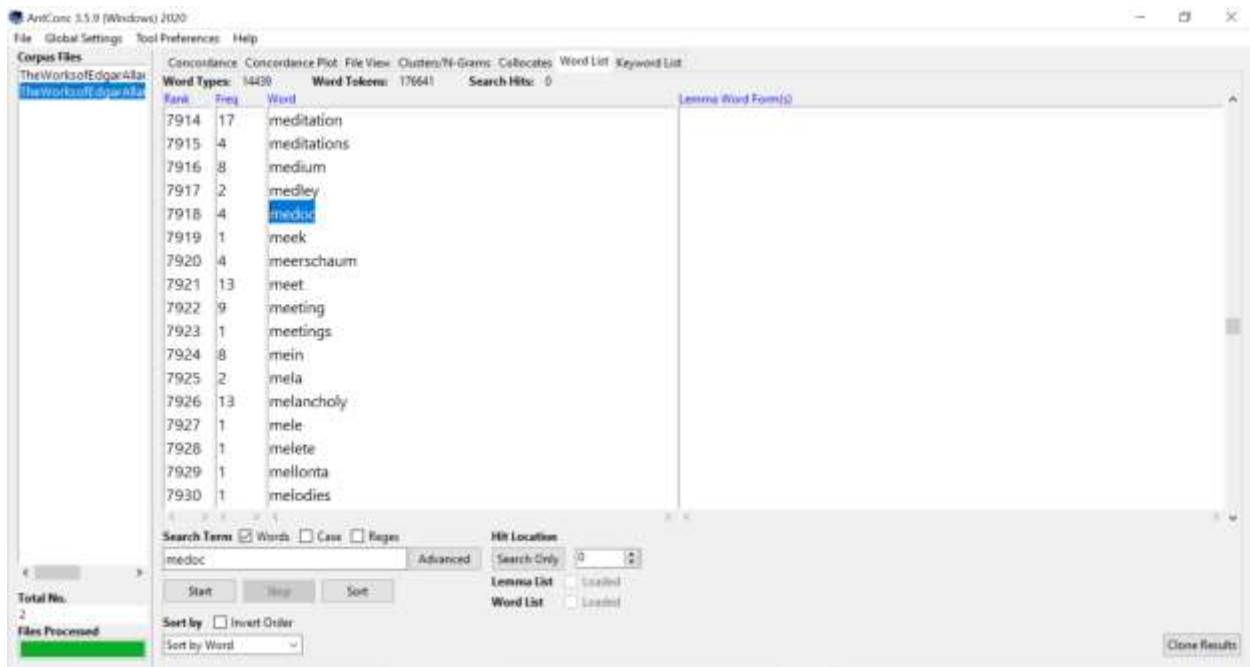 AntConc 3.5.9 (Windows) 2020
File Global Settings Tool Preferences Help
Corpus Files
TheWorksofEdgarAllar
TheWorksofEdgarAllar
Concordance Concordance Plot File View Clusters/N-Grams Collocates Word List Keyword List
Word Types: 14439 Word Tokens: 176641 Search Hits: 0
Rank Freq Word Lemma Word Form(s)
7914 17 meditation
7915 4 meditations
7916 8 medium
7917 2 medley
7918 4 medoc
7919 1 meek
7920 4 meerschaum
7921 13 meet
7922 9 meeting
7923 1 meetings
7924 8 mein
7925 2 mela
7926 13 melancholy
7927 1 mele
7928 1 melete
7929 1 mellonta
7930 1 melodies
Search Term Words Case Regex Hit Location
medoc Advanced Search Only 0
Start Stop Sort Lemma List Loaded
Word List Loaded
Total No.
2
Files Processed
Sort by Invert Order
Sort by Word
Clone Results